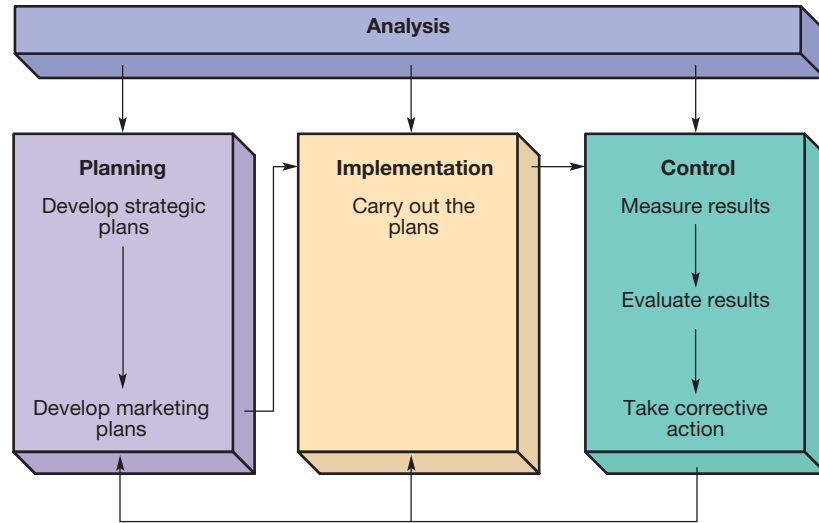 Analysis
Planning
Develop strategic
plans
Develop marketing
plans
Implementation
Carry out the
plans
Control
Measure results
Evaluate results
Take corrective
action